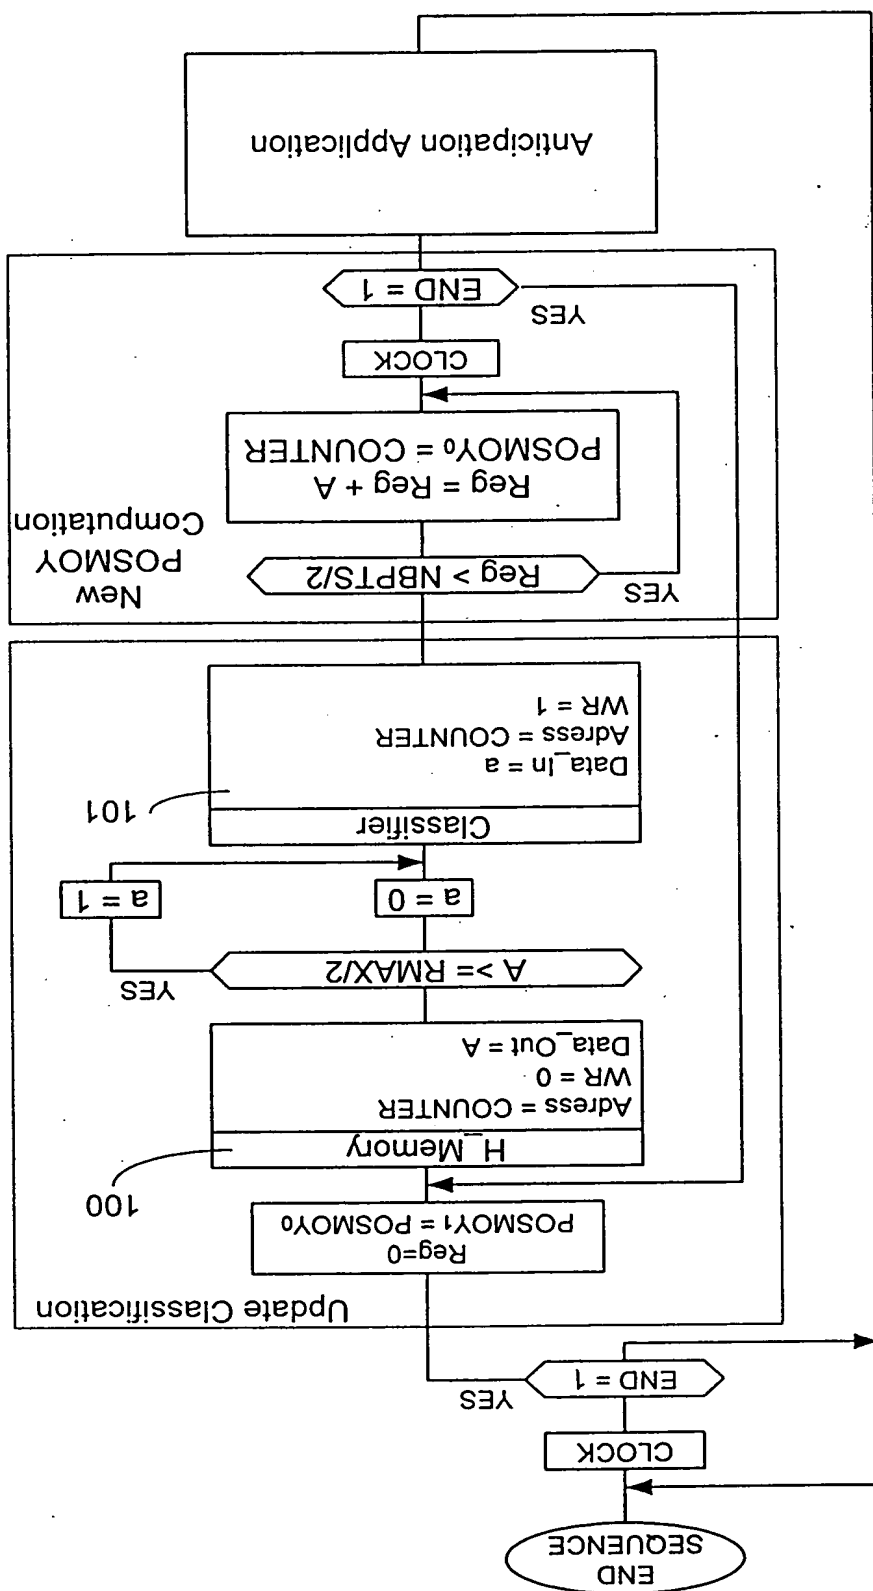 END
SEQUENCE
CLOCK
END = 1
YES
Update Classification
Reg=0
POSMOY₁ = POSMOY₀
100
H_Memory
Adress = COUNTER
WR = 0
Data_Out = A
A >= RMAX/2
YES
a = 0
a = 1
Classifier
101
Data_In = a
Adress = COUNTER
WR = 1
Reg > NBPTS/2
YES
New
POSMOY
Computation
Reg = Reg + A
POSMOY₀ = COUNTER
CLOCK
END = 1
YES
Anticipation Application